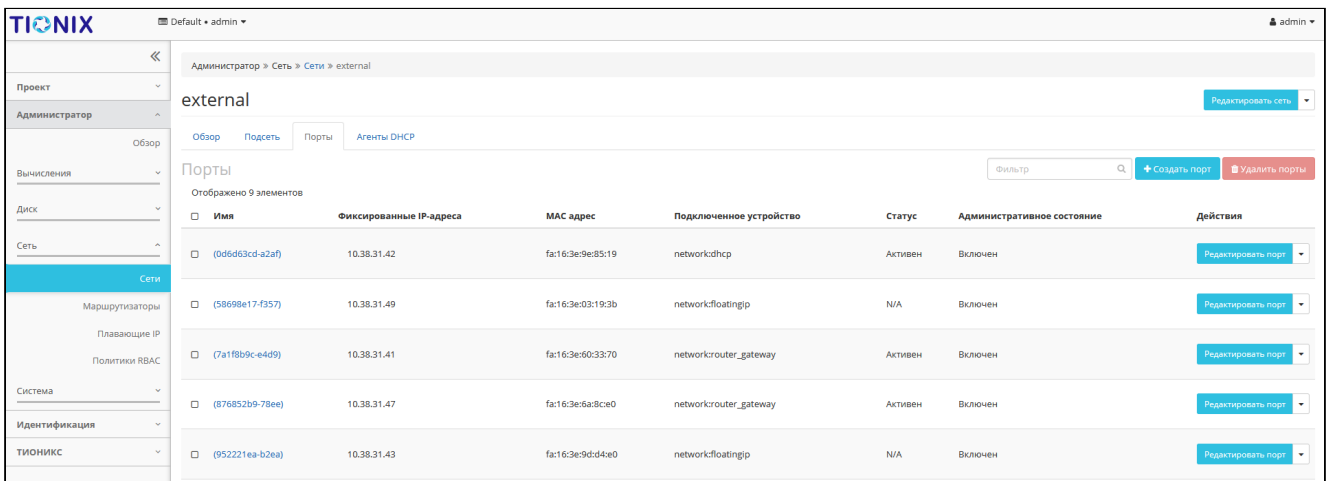 TIONIX
Default • admin
admin
Администратор » Сеть » Сети » external
Проект
Администратор
Обзор
Вычисления
Диск
Сеть
Сети
Маршрутизаторы
Плавающие IP
Политики RBAC
Система
Идентификация
ТИОНИКС
external
Редактировать сеть
Обзор Подсеть Порты Агенты DHCP
Порты
Фильтр
Создать порт
Удалить порты
Отображено 9 элементов
Имя Фиксированные IP-адреса MAC адрес Подключенное устройство Статус Административное состояние Действия
(0d6d63cd-a2af) 10.38.31.42 fa:16:3e:9e:85:19 network:dhcp Активен Включен Редактировать порт
(58698e17-f357) 10.38.31.49 fa:16:3e:03:19:3b network:floatingip N/A Включен Редактировать порт
(7a1f8b9c-e4d9) 10.38.31.41 fa:16:3e:60:33:70 network:router_gateway Активен Включен Редактировать порт
(876852b9-78ee) 10.38.31.47 fa:16:3e:6a:8c:e0 network:router_gateway Активен Включен Редактировать порт
(952221ea-b2ea) 10.38.31.43 fa:16:3e:9d:d4:e0 network:floatingip N/A Включен Редактировать порт